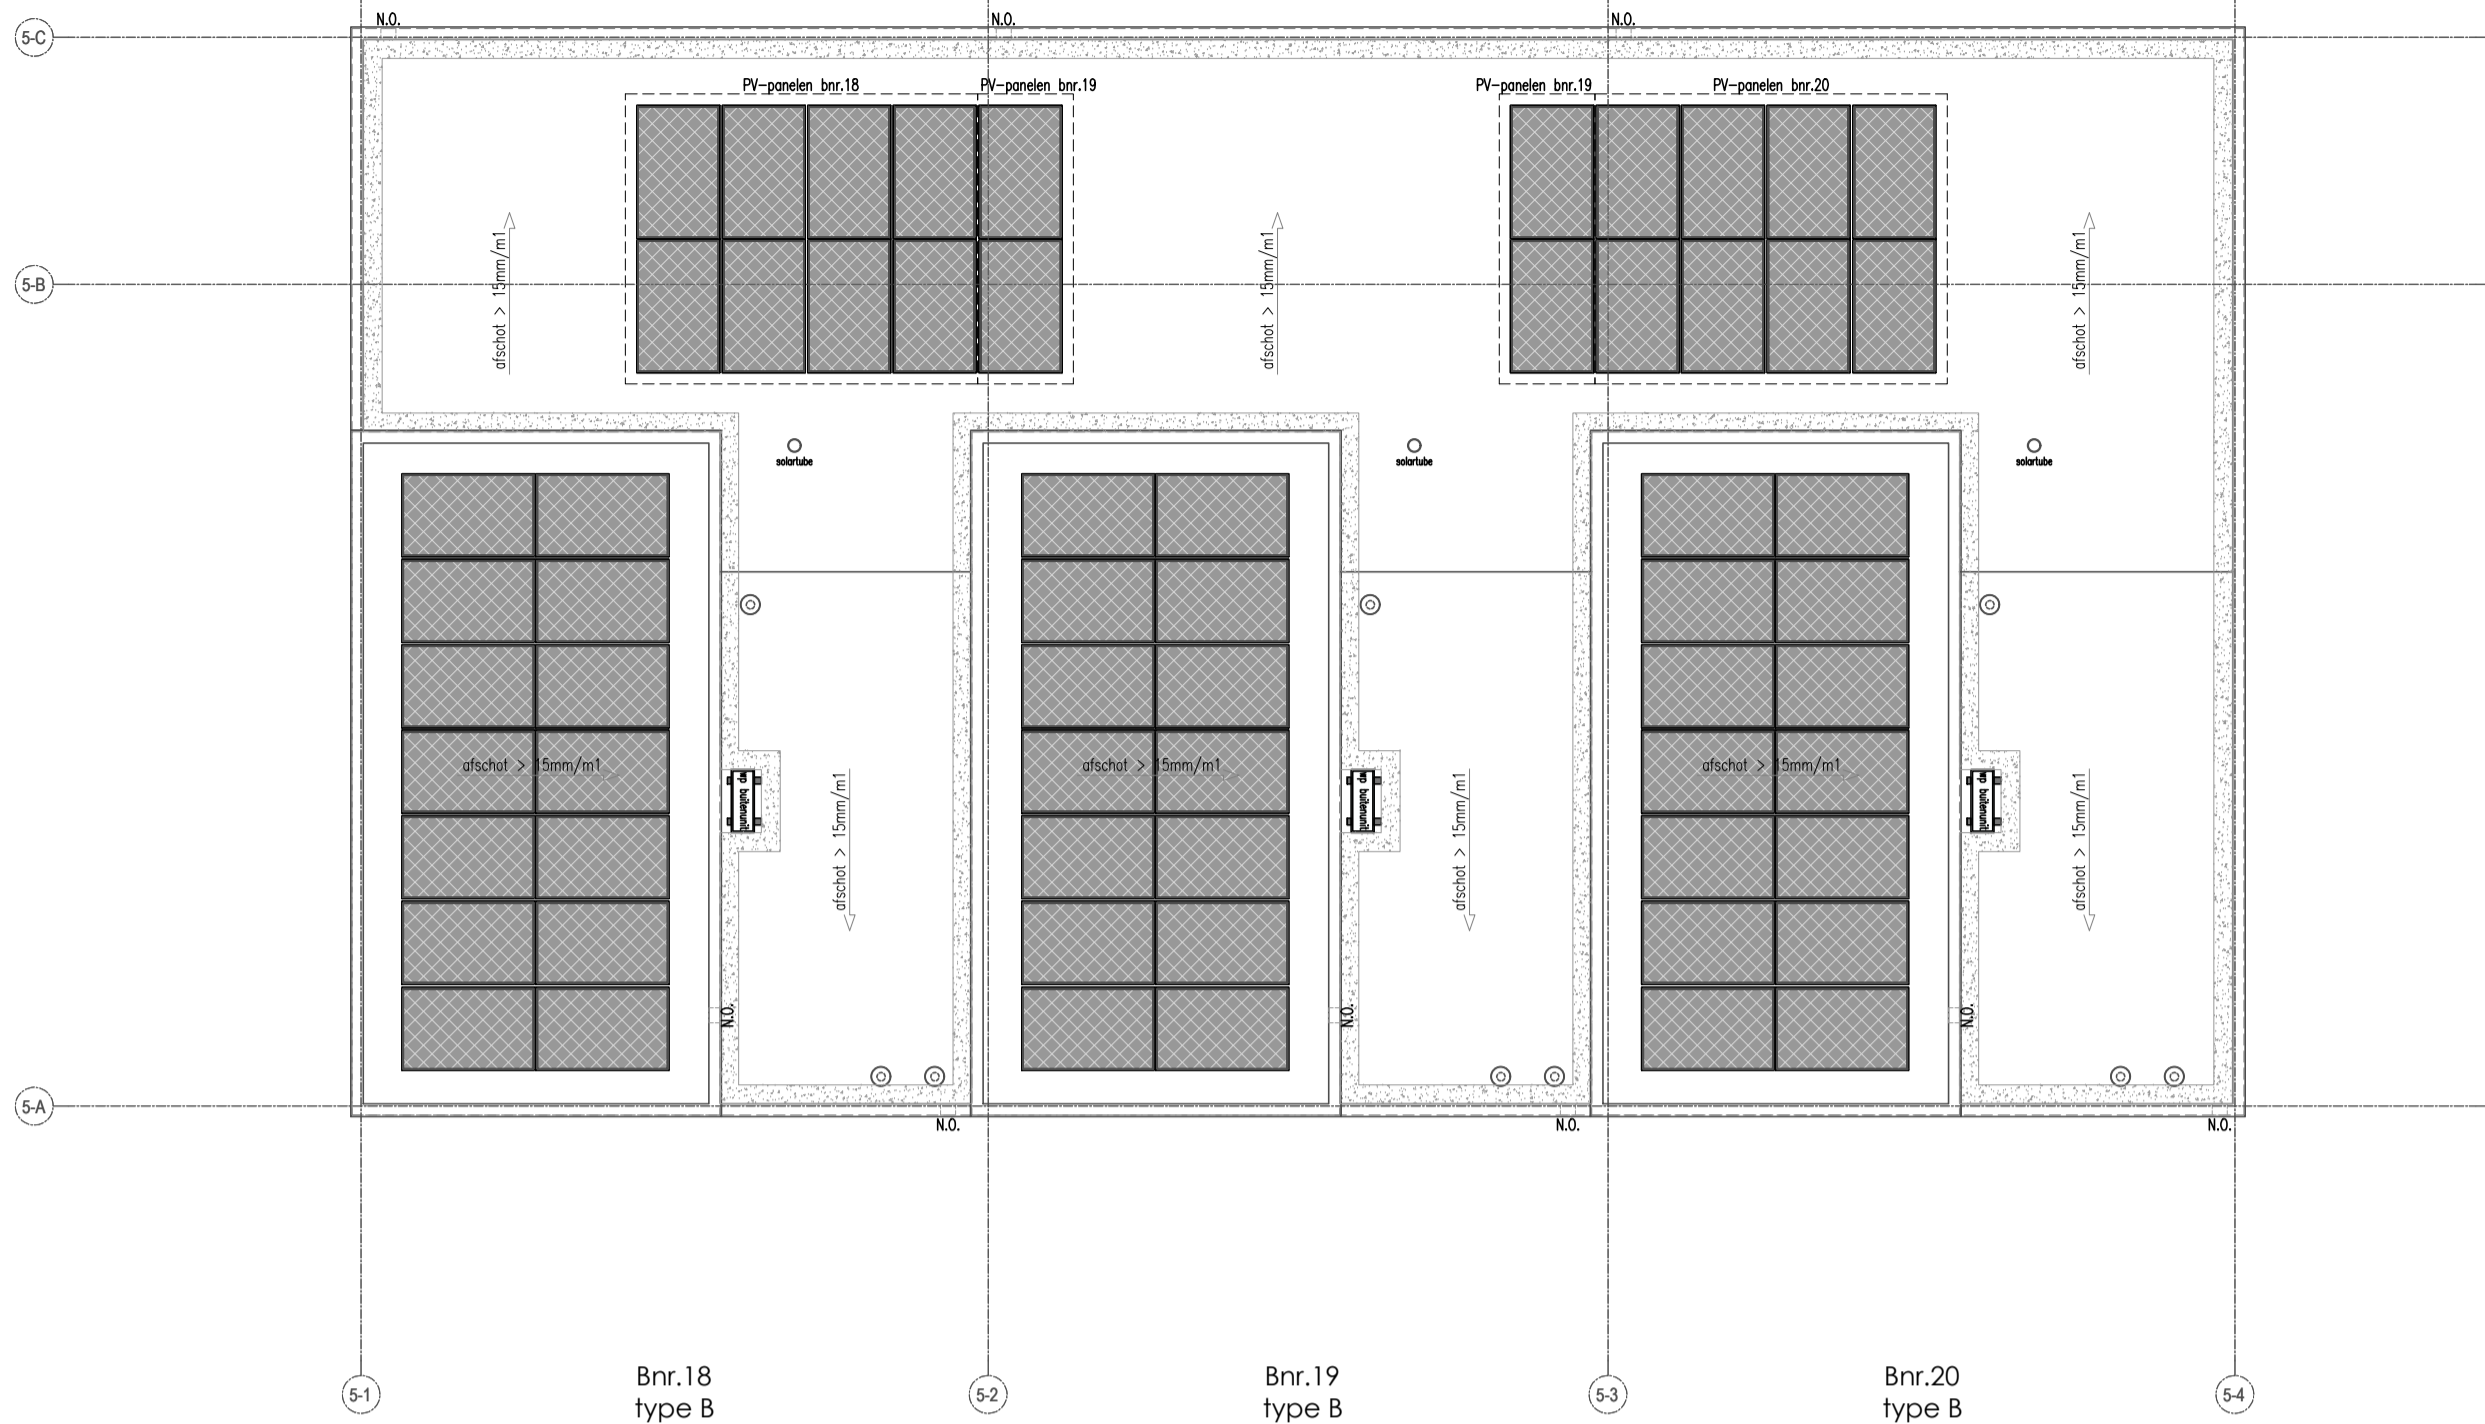 N.O. N.O. N.O.
5-C
PV-panelen bnr.18 PV-panelen bnr.19 PV-panelen bnr.19 PV-panelen bnr.20
afschot > 15mm/m1 afschot > 15mm/m1 afschot > 15mm/m1
5-B
solartube solartube solartube
afschot > 15mm/m1 afschot > 15mm/m1 afschot > 15mm/m1
wp buitenunit wp buitenunit wp buitenunit
afschot > 15mm/m1 afschot > 15mm/m1 afschot > 15mm/m1
N.O. N.O. N.O.
5-A
N.O. N.O. N.O.
Bnr.18 Bnr.19 Bnr.20
5-1 5-2 5-3 5-4
type B type B type B